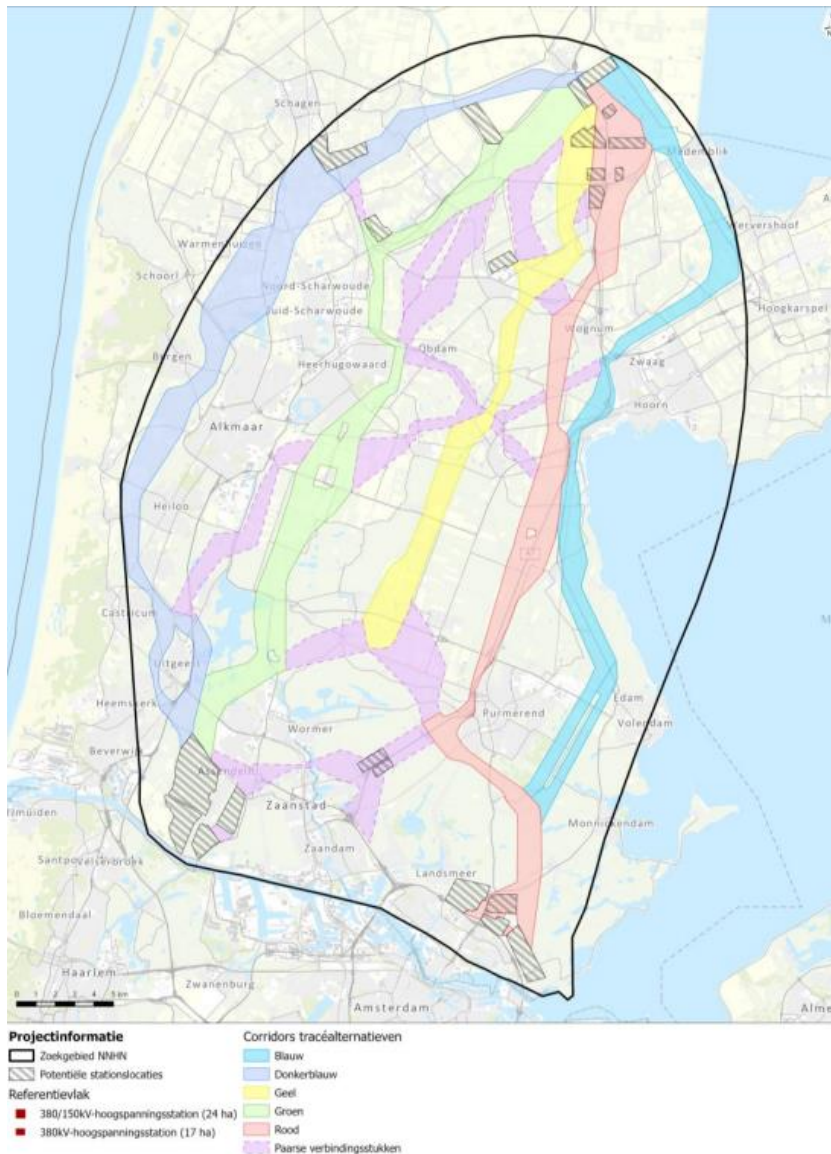 Schagen
Medemblik
Wervershoof
Warmenhuizen
Schoorl
Noord-Scharwoude
Zuid-Scharwoude
Hoogkarspel
Wognum
Bergen
Obdam
Heerhugowaard
Zwaag
Hoorn
Alkmaar
Heiloo
Castricum
Uitgeest
Heemskerk
Edam
Purmerend
Volendam
Wormer
Beverwijk
Assendelft
Zaanstad
IJmuiden
Monnickendam
Zaandam
Landsmeer
Bloemendaal
Haarlem
Zwanenburg
Amsterdam
Alme
0 1 2 3 4 5 km
Projectinformatie
Zoekgebied NNHN
Potentiële stationslocaties
Referentievlak
380/150kV-hoogspanningsstation (24 ha)
380kV-hoogspanningsstation (17 ha)
Corridors tracéalternatieven
Blauw
Donkerblauw
Geel
Groen
Rood
Paarse verbindingsstukken